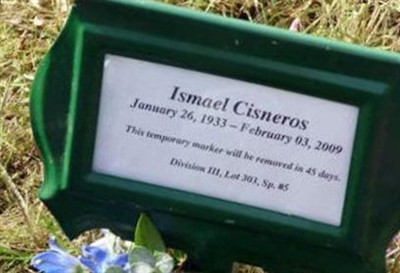 Ismael Cisneros
January 26, 1933 – February 03, 2009
This temporary marker will be removed in 45 days.
Division III, Lot 303, Sp. #5